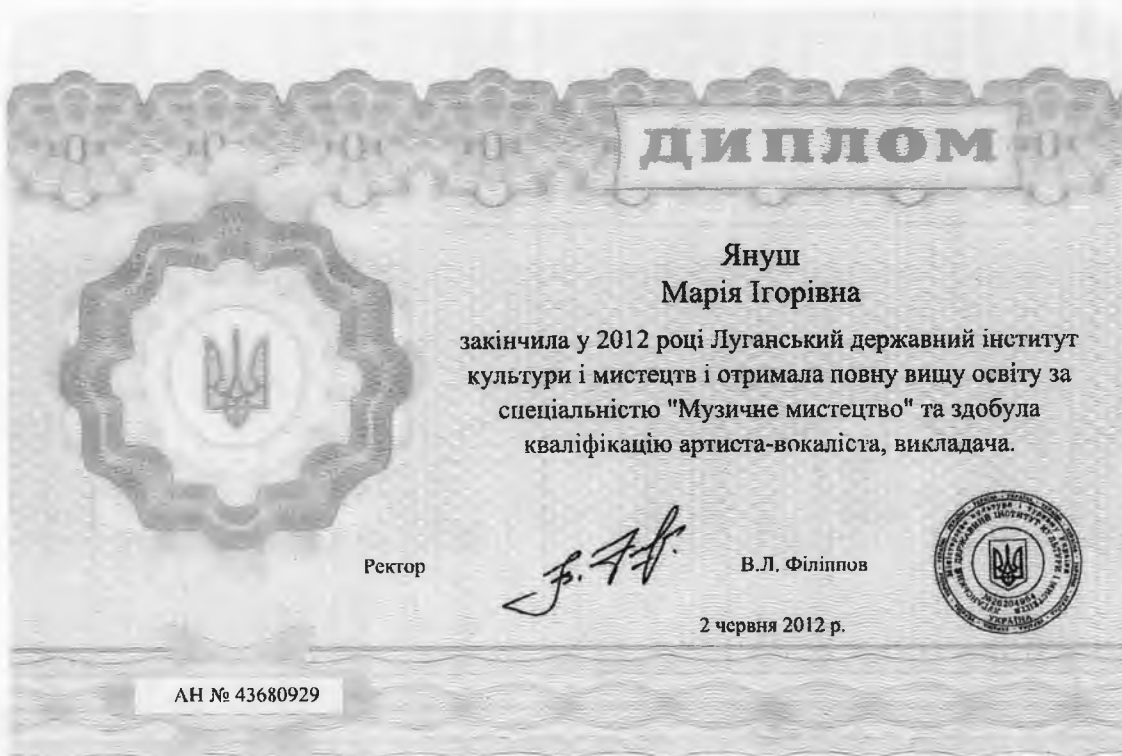 ДИПЛОМ
Януш
Марія Ігорівна
закінчила у 2012 році Луганський державний інститут
культури і мистецтв і отримала повну вищу освіту за
спеціальністю "Музичне мистецтво" та здобула
кваліфікацію артиста-вокаліста, викладача.
Ректор
В.Л. Філіппов
2 червня 2012 р.
УКРАЇНА
АН № 43680929